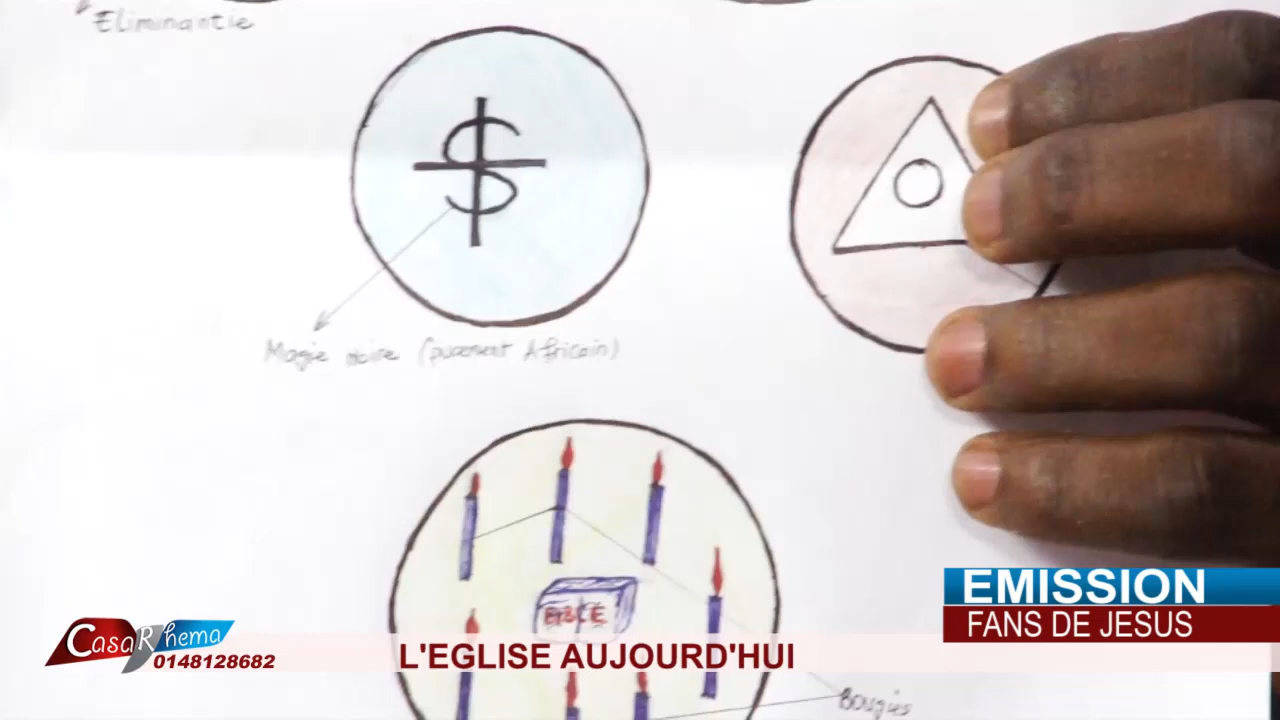 Eliminantie
Magie Noire (purement Africain)
BIBLE
Bougies
EMISSION
FANS DE JESUS
CasaRhema
0148128682
L'EGLISE AUJOURD'HUI